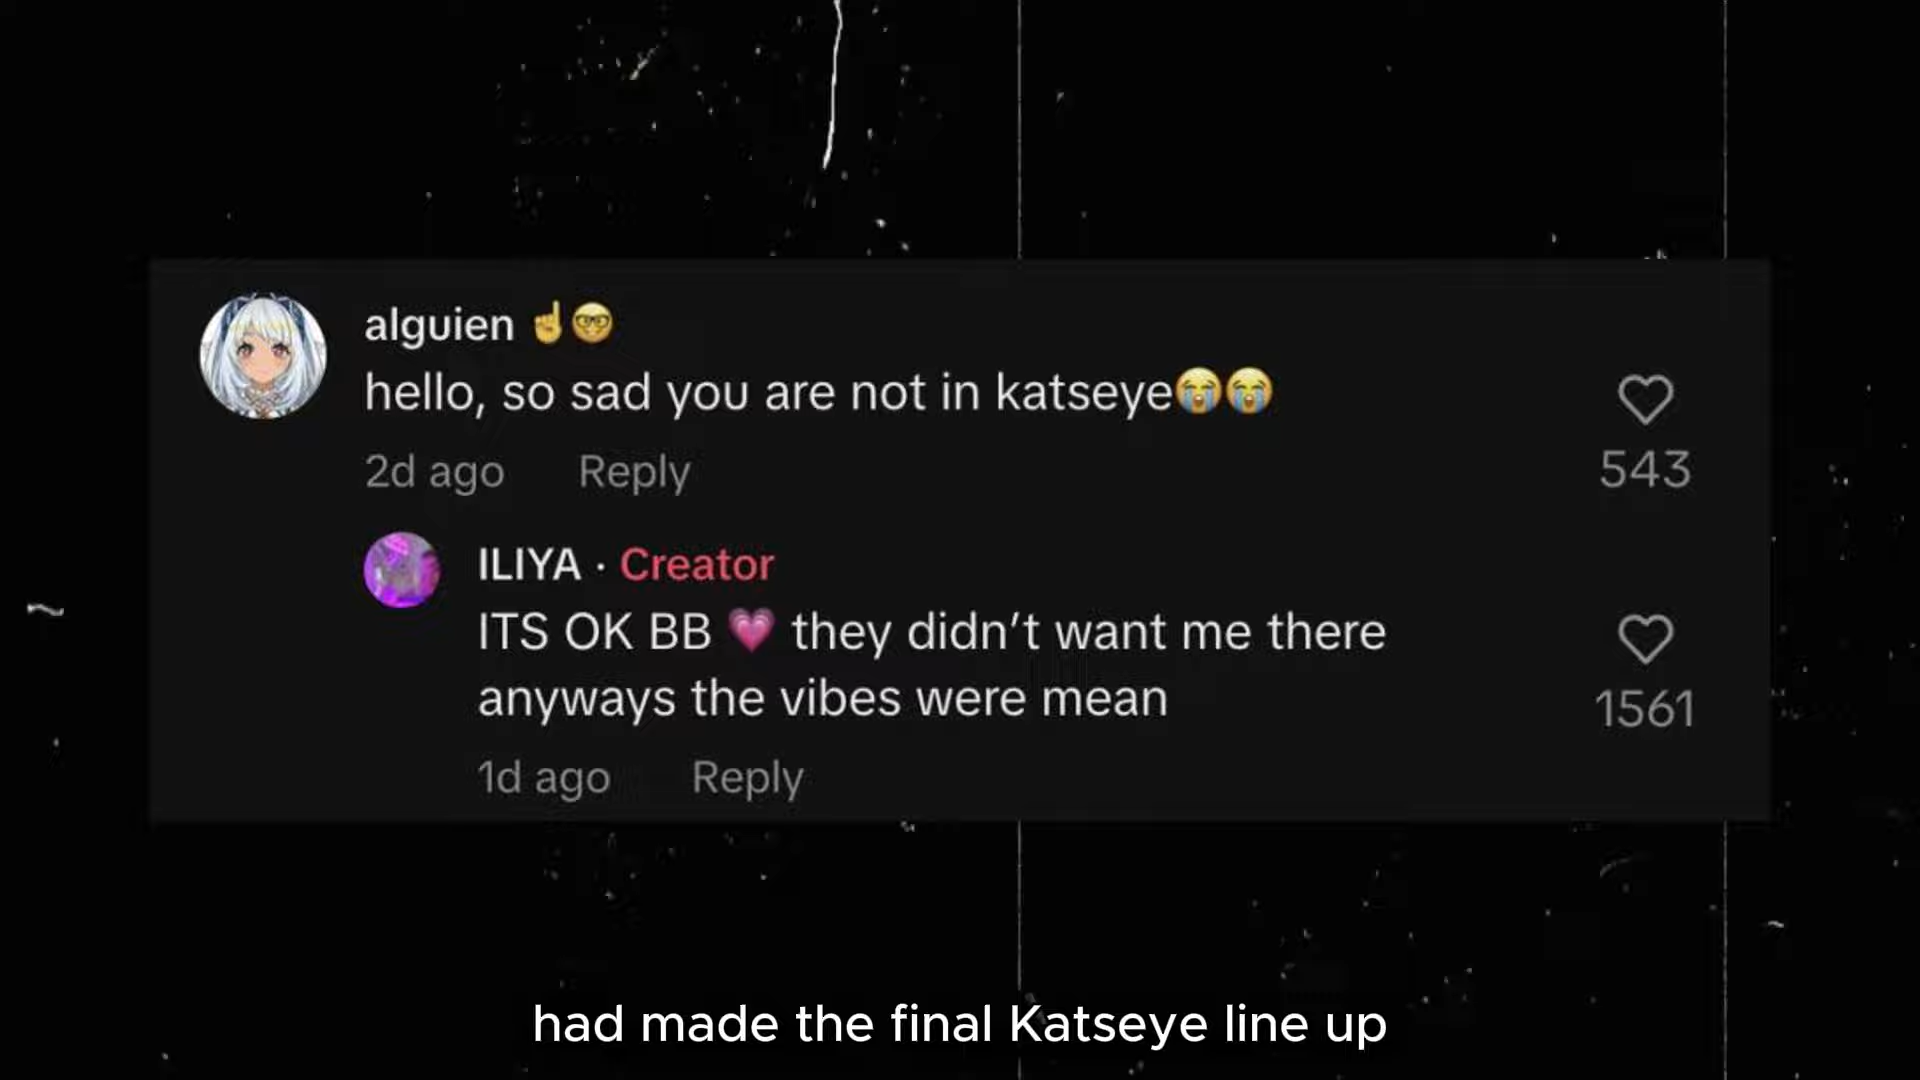 alguien ☝️🤓
hello, so sad you are not in katseye😭😭
2d ago Reply
543
ILIYA · Creator
ITS OK BB 💗 they didn’t want me there
anyways the vibes were mean
1561
1d ago Reply
had made the final Katseye line up